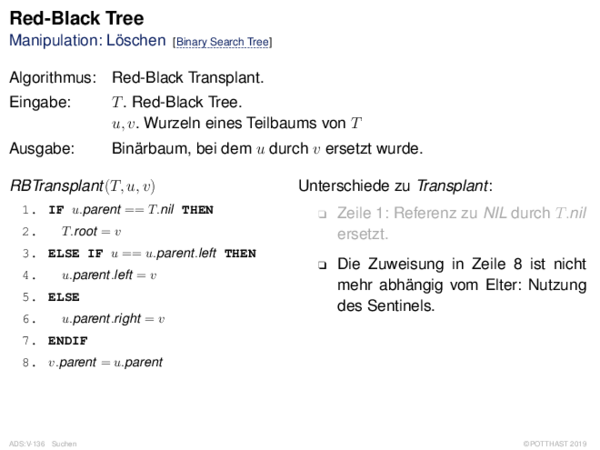 Red-Black Tree
Manipulation: Löschen [Binary Search Tree]
Algorithmus: Red-Black Transplant.
Eingabe: T. Red-Black Tree.
u, v. Wurzeln eines Teilbaums von T
Ausgabe: Binärbaum, bei dem u durch v ersetzt wurde.
RBTransplant(T, u, v)
1. IF u.parent == T.nil THEN
2. T.root = v
3. ELSE IF u == u.parent.left THEN
4. u.parent.left = v
5. ELSE
6. u.parent.right = v
7. ENDIF
8. v.parent = u.parent
Unterschiede zu Transplant:
❑ Zeile 1: Referenz zu NIL durch T.nil
ersetzt.
❑ Die Zuweisung in Zeile 8 ist nicht
mehr abhängig vom Elter: Nutzung
des Sentinels.
ADS:V-136 Suchen
©POTTHAST 2019